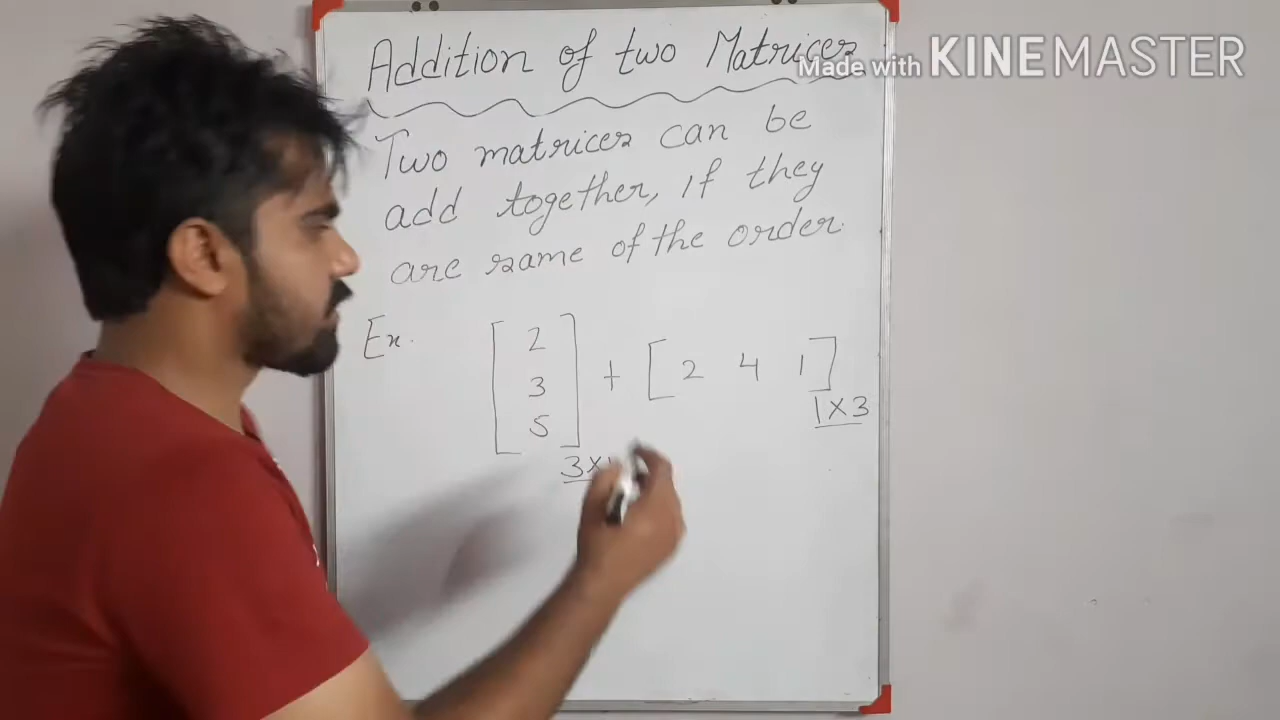 Addition of two Matrices
Made with KINEMASTER
Two matrices can be
add together, if they
are same of the order.
Ex.
2
3
5
+ [ 2 4 1 ]
1×3
3×